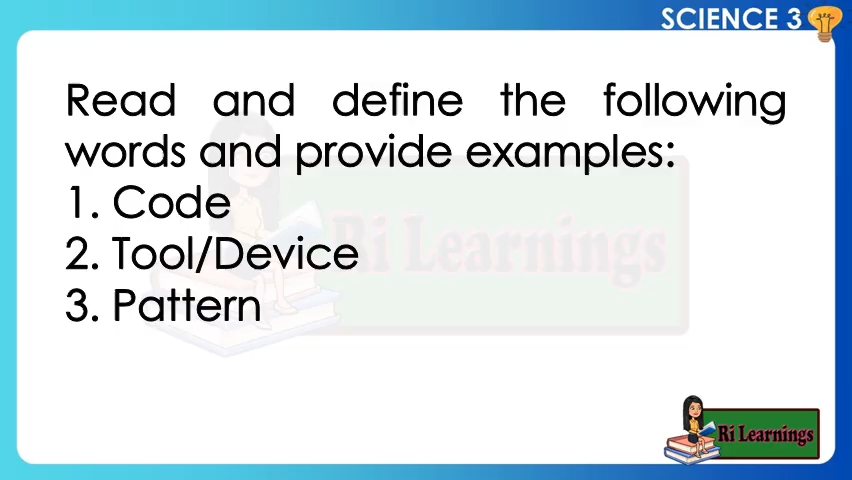 SCIENCE 3
Read and define the following
words and provide examples:
1. Code
2. Tool/Device
3. Pattern
Ri Learnings
Ri Learnings